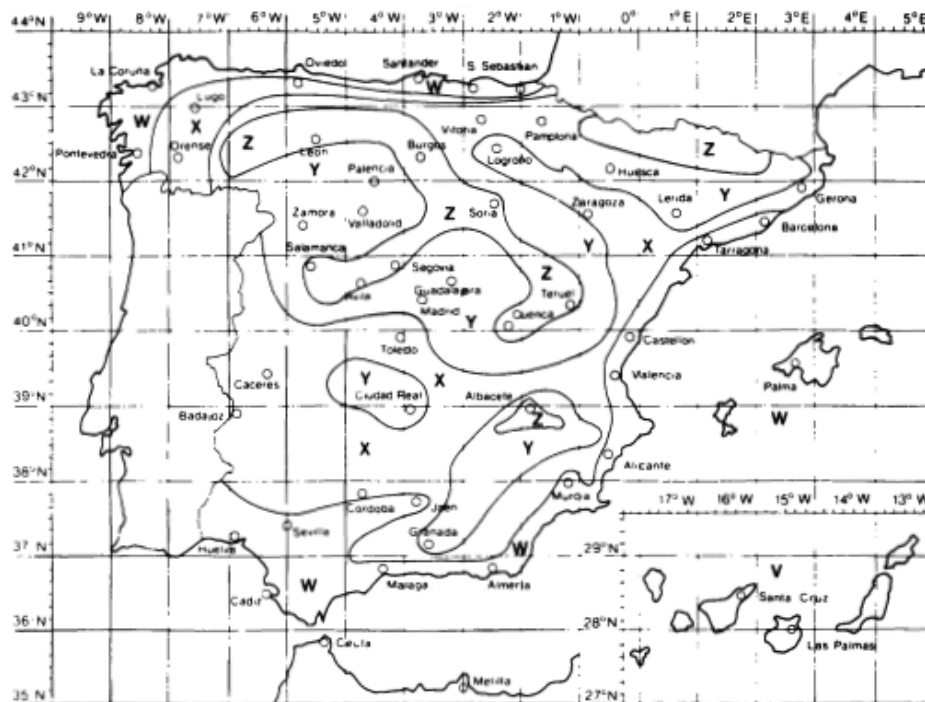 9°W 8°W 7°W 6°W 5°W 4°W 3°W 2°W 1°W 0° 1°E 2°E 3°E 4°E 5°E
44°N
Oviedol Santander S. Sebastian
La Coruña
W
43°N
Lugo
W X
Vitoria Pamplona
Z León Burgos Z
Pontevedra Orense Logroño
42°N
Y Palencia Huesca
Y
Zamora Valladolid Z Soria Zaragoza Lerida Gerona
Barcelona
41°N
Salamanca Y X Tarragona
Segovia Z
Avila Guadalajara Teruel
Madrid Cuenca
Y
40°N
Toledo Castellon
Caceres Y X Valencia Palma
39°N
Ciudad Real Albacete W
Badajoz Z
X Y
Alicante
38°N
Murcia 17°W 16°W 15°W 14°W 13°W
Cordoba Jaen
Sevilla Granada
37°N
Huelva W 29°N
W Malaga Almeria V
Cadiz Santa Cruz
36°N
28°N
Ceuta Las Palmas
Melilla
35°N
27°N